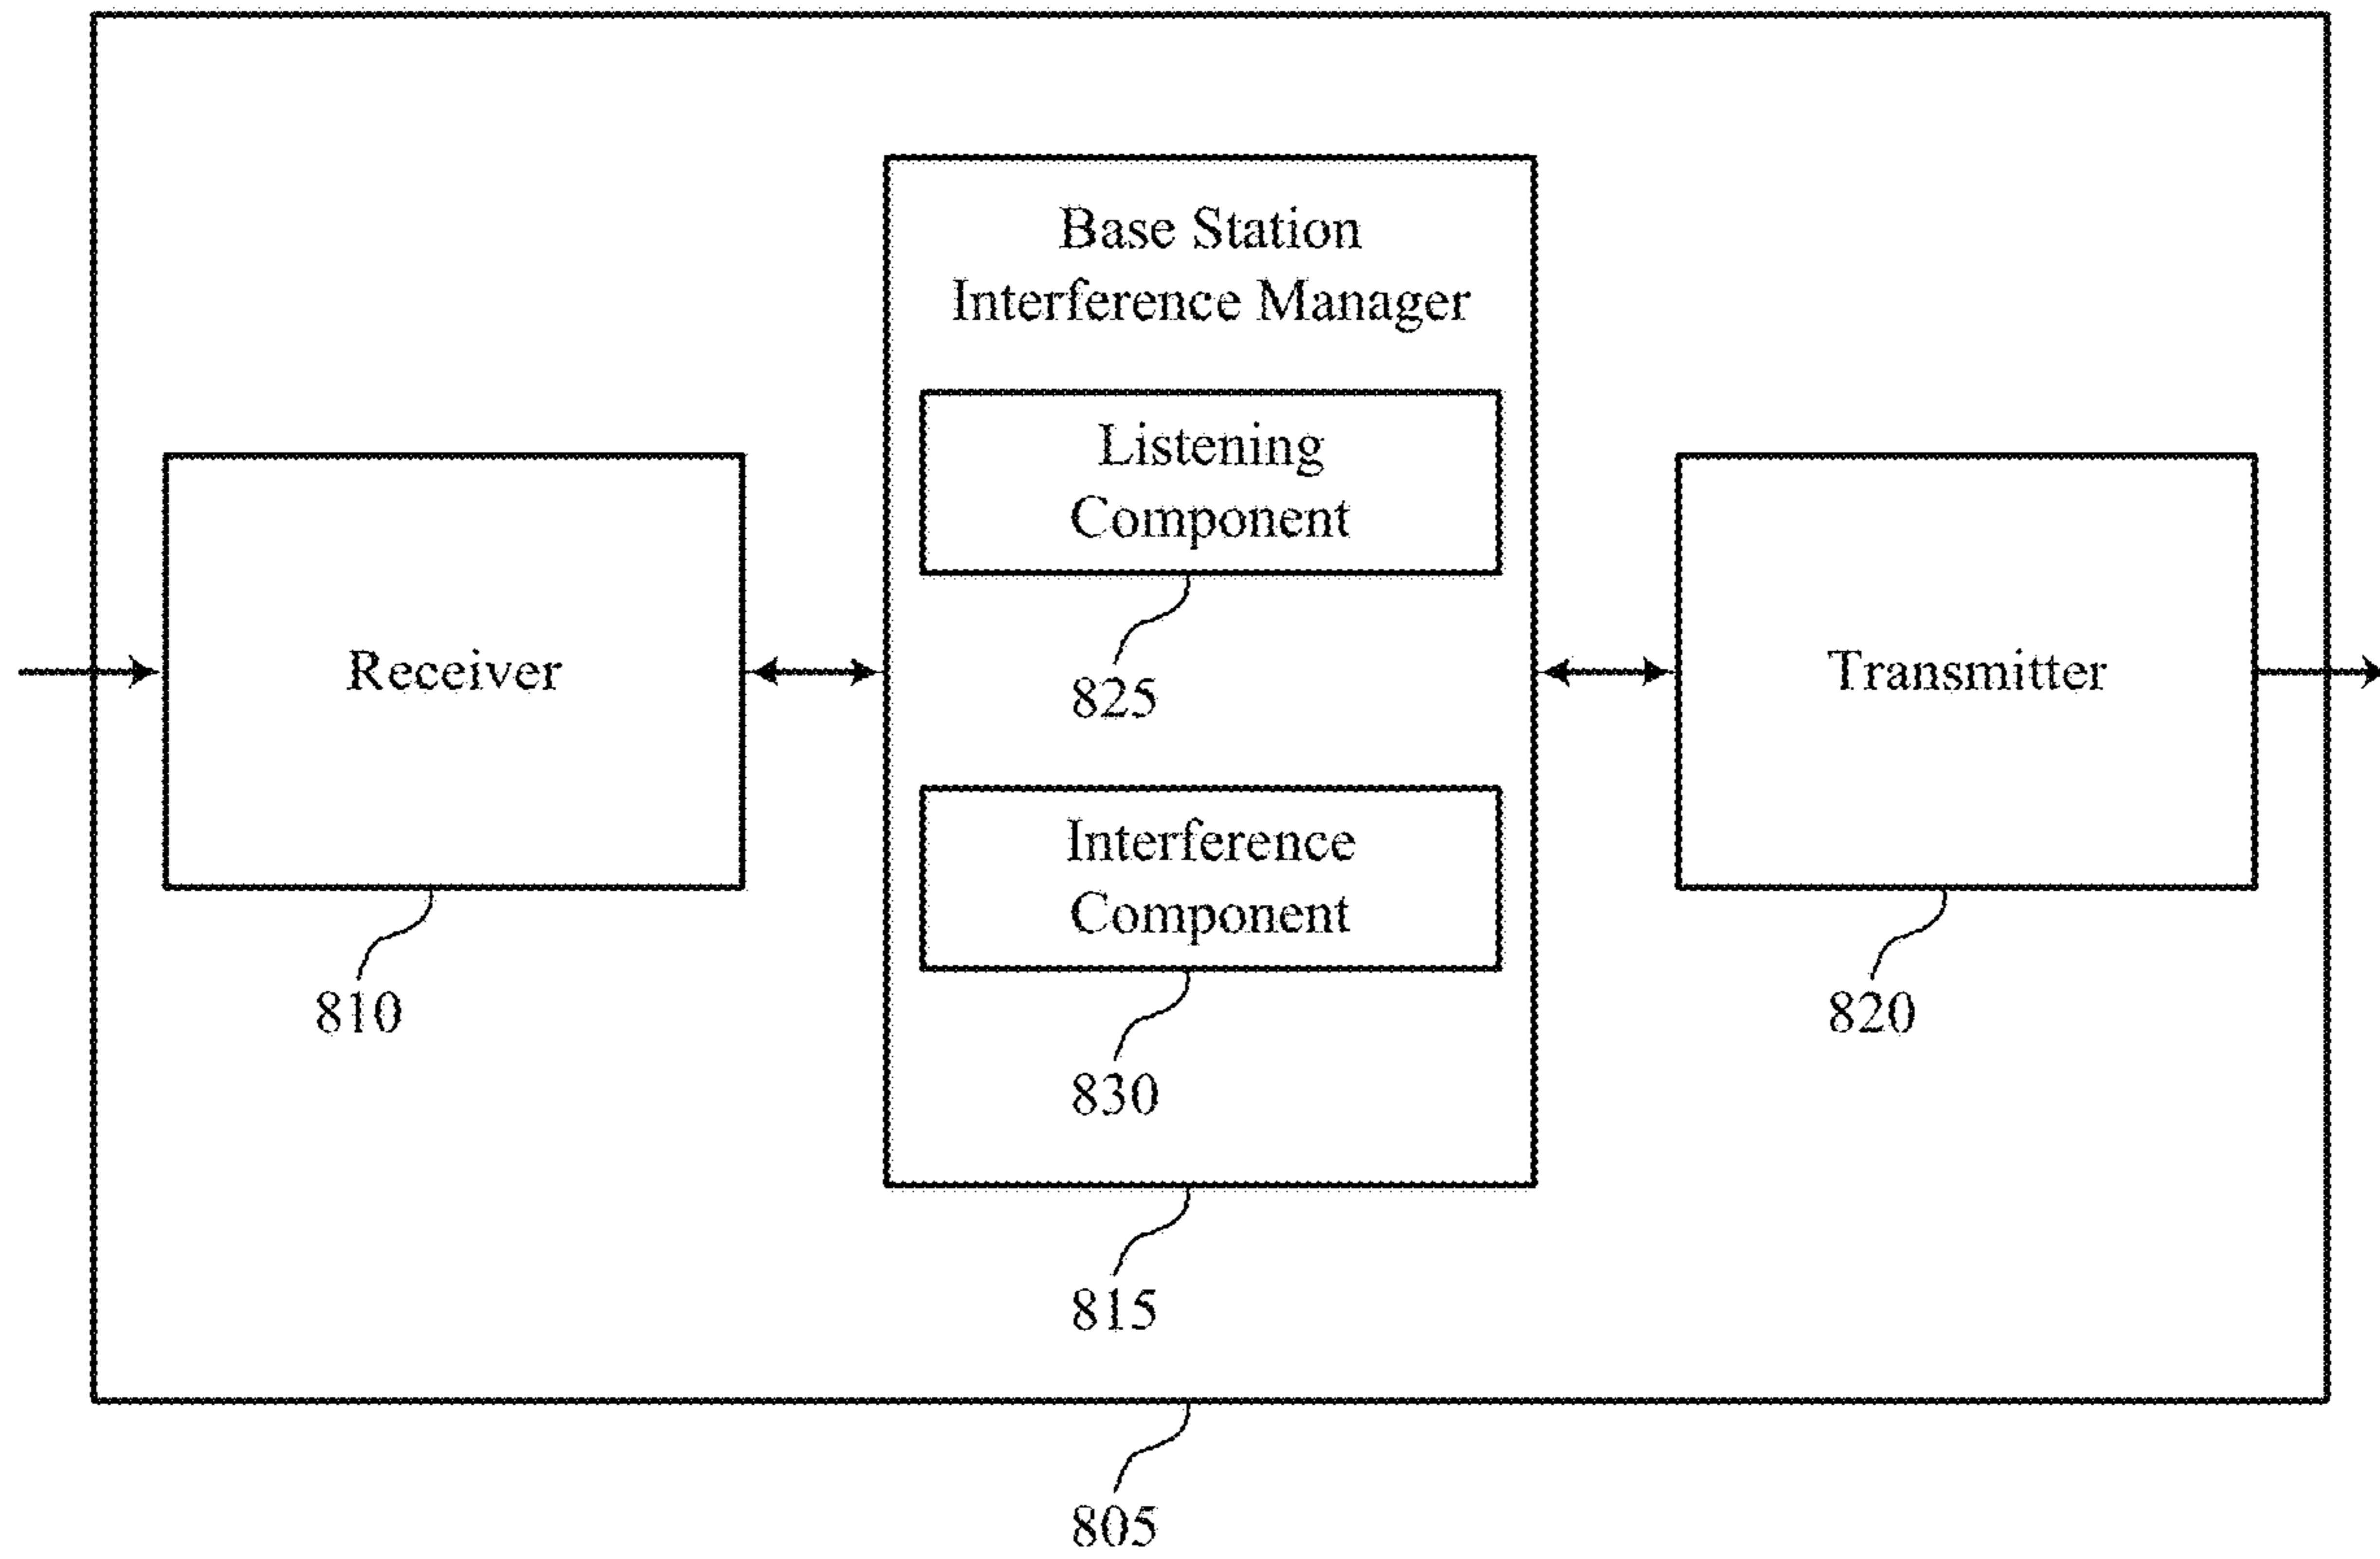 Base Station
Interference Manager
Listening
Component
825
Receiver
Transmitter
Interference
Component
830
810
820
815
805